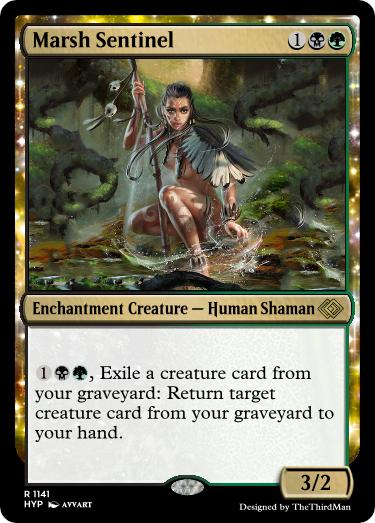 Marsh Sentinel 1
Enchantment Creature — Human Shaman
1 , Exile a creature card from
your graveyard: Return target
creature card from your graveyard to
your hand.
3/2
R 1141
HYP AVVART
Designed by TheThirdMan